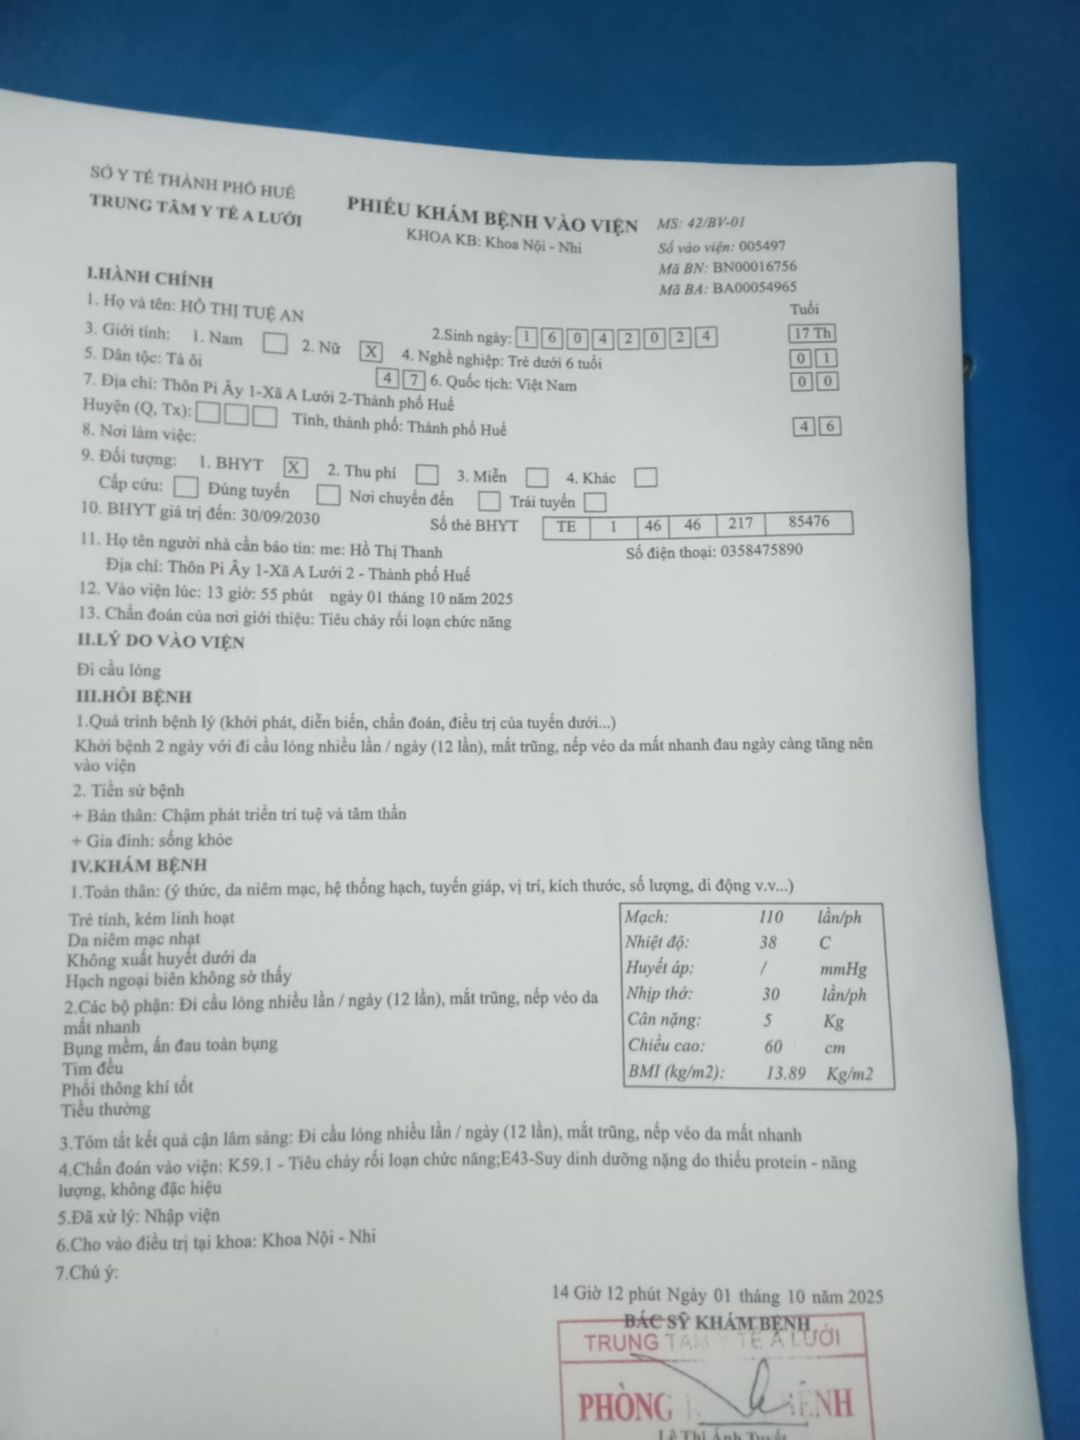 SỞ Y TẾ THÀNH PHỐ HUẾ
TRUNG TÂM Y TẾ A LƯỚI
PHIẾU KHÁM BỆNH VÀO VIỆN
KHOA KB: Khoa Nội - Nhi
MS: 42/BV-01
Số vào viện: 005497
Mã BN: BN00016756
Mã BA: BA00054965
I.HÀNH CHÍNH
Tuổi
1. Họ và tên: HỒ THỊ TUỆ AN
2.Sinh ngày: 1 6 0 4 2 0 2 4 17 Th
3. Giới tính: 1. Nam 2. Nữ X 4. Nghề nghiệp: Trẻ dưới 6 tuổi 0 1
5. Dân tộc: Tà ôi 4 7 6. Quốc tịch: Việt Nam 0 0
7. Địa chỉ: Thôn Pi Ây 1-Xã A Lưới 2-Thành phố Huế
Huyện (Q, Tx): Tỉnh, thành phố: Thành phố Huế 4 6
8. Nơi làm việc:
9. Đối tượng: 1. BHYT X 2. Thu phí 3. Miễn 4. Khác
Cấp cứu: Đúng tuyến Nơi chuyển đến Trái tuyến
10. BHYT giá trị đến: 30/09/2030 Số thẻ BHYT TE 1 46 46 217 85476
11. Họ tên người nhà cần báo tin: me: Hồ Thị Thanh Số điện thoại: 0358475890
Địa chỉ: Thôn Pi Ây 1-Xã A Lưới 2 - Thành phố Huế
12. Vào viện lúc: 13 giờ: 55 phút ngày 01 tháng 10 năm 2025
13. Chẩn đoán của nơi giới thiệu: Tiêu chảy rối loạn chức năng
II.LÝ DO VÀO VIỆN
Đi cầu lỏng
III.HỎI BỆNH
1.Quá trình bệnh lý (khởi phát, diễn biến, chẩn đoán, điều trị của tuyến dưới...)
Khởi bệnh 2 ngày với đi cầu lỏng nhiều lần / ngày (12 lần), mắt trũng, nếp véo da mất nhanh đau ngày càng tăng nên
vào viện
2. Tiền sử bệnh
+ Bản thân: Chậm phát triển trí tuệ và tâm thần
+ Gia đình: sống khỏe
IV.KHÁM BỆNH
1.Toàn thân: (ý thức, da niêm mạc, hệ thống hạch, tuyến giáp, vị trí, kích thước, số lượng, di động v.v...)
Trẻ tỉnh, kém linh hoạt
Da niêm mạc nhạt
Không xuất huyết dưới da
Hạch ngoại biên không sờ thấy
2.Các bộ phận: Đi cầu lỏng nhiều lần / ngày (12 lần), mắt trũng, nếp véo da
mất nhanh
Bụng mềm, ấn đau toàn bụng
Tim đều
Phổi thông khí tốt
Tiểu thường
Mạch: 110 lần/ph
Nhiệt độ: 38 C
Huyết áp: / mmHg
Nhịp thở: 30 lần/ph
Cân nặng: 5 Kg
Chiều cao: 60 cm
BMI (kg/m2): 13.89 Kg/m2
3.Tóm tắt kết quả cận lâm sàng: Đi cầu lỏng nhiều lần / ngày (12 lần), mắt trũng, nếp véo da mất nhanh
4.Chẩn đoán vào viện: K59.1 - Tiêu chảy rối loạn chức năng;E43-Suy dinh dưỡng nặng do thiếu protein - năng
lượng, không đặc hiệu
5.Đã xử lý: Nhập viện
6.Cho vào điều trị tại khoa: Khoa Nội - Nhi
7.Chú ý:
14 Giờ 12 phút Ngày 01 tháng 10 năm 2025
BÁC SỸ KHÁM BỆNH
TRUNG TÂM Y TẾ A LƯỚI
PHÒNG BỆNH
Lê Thị Ánh Tuyết